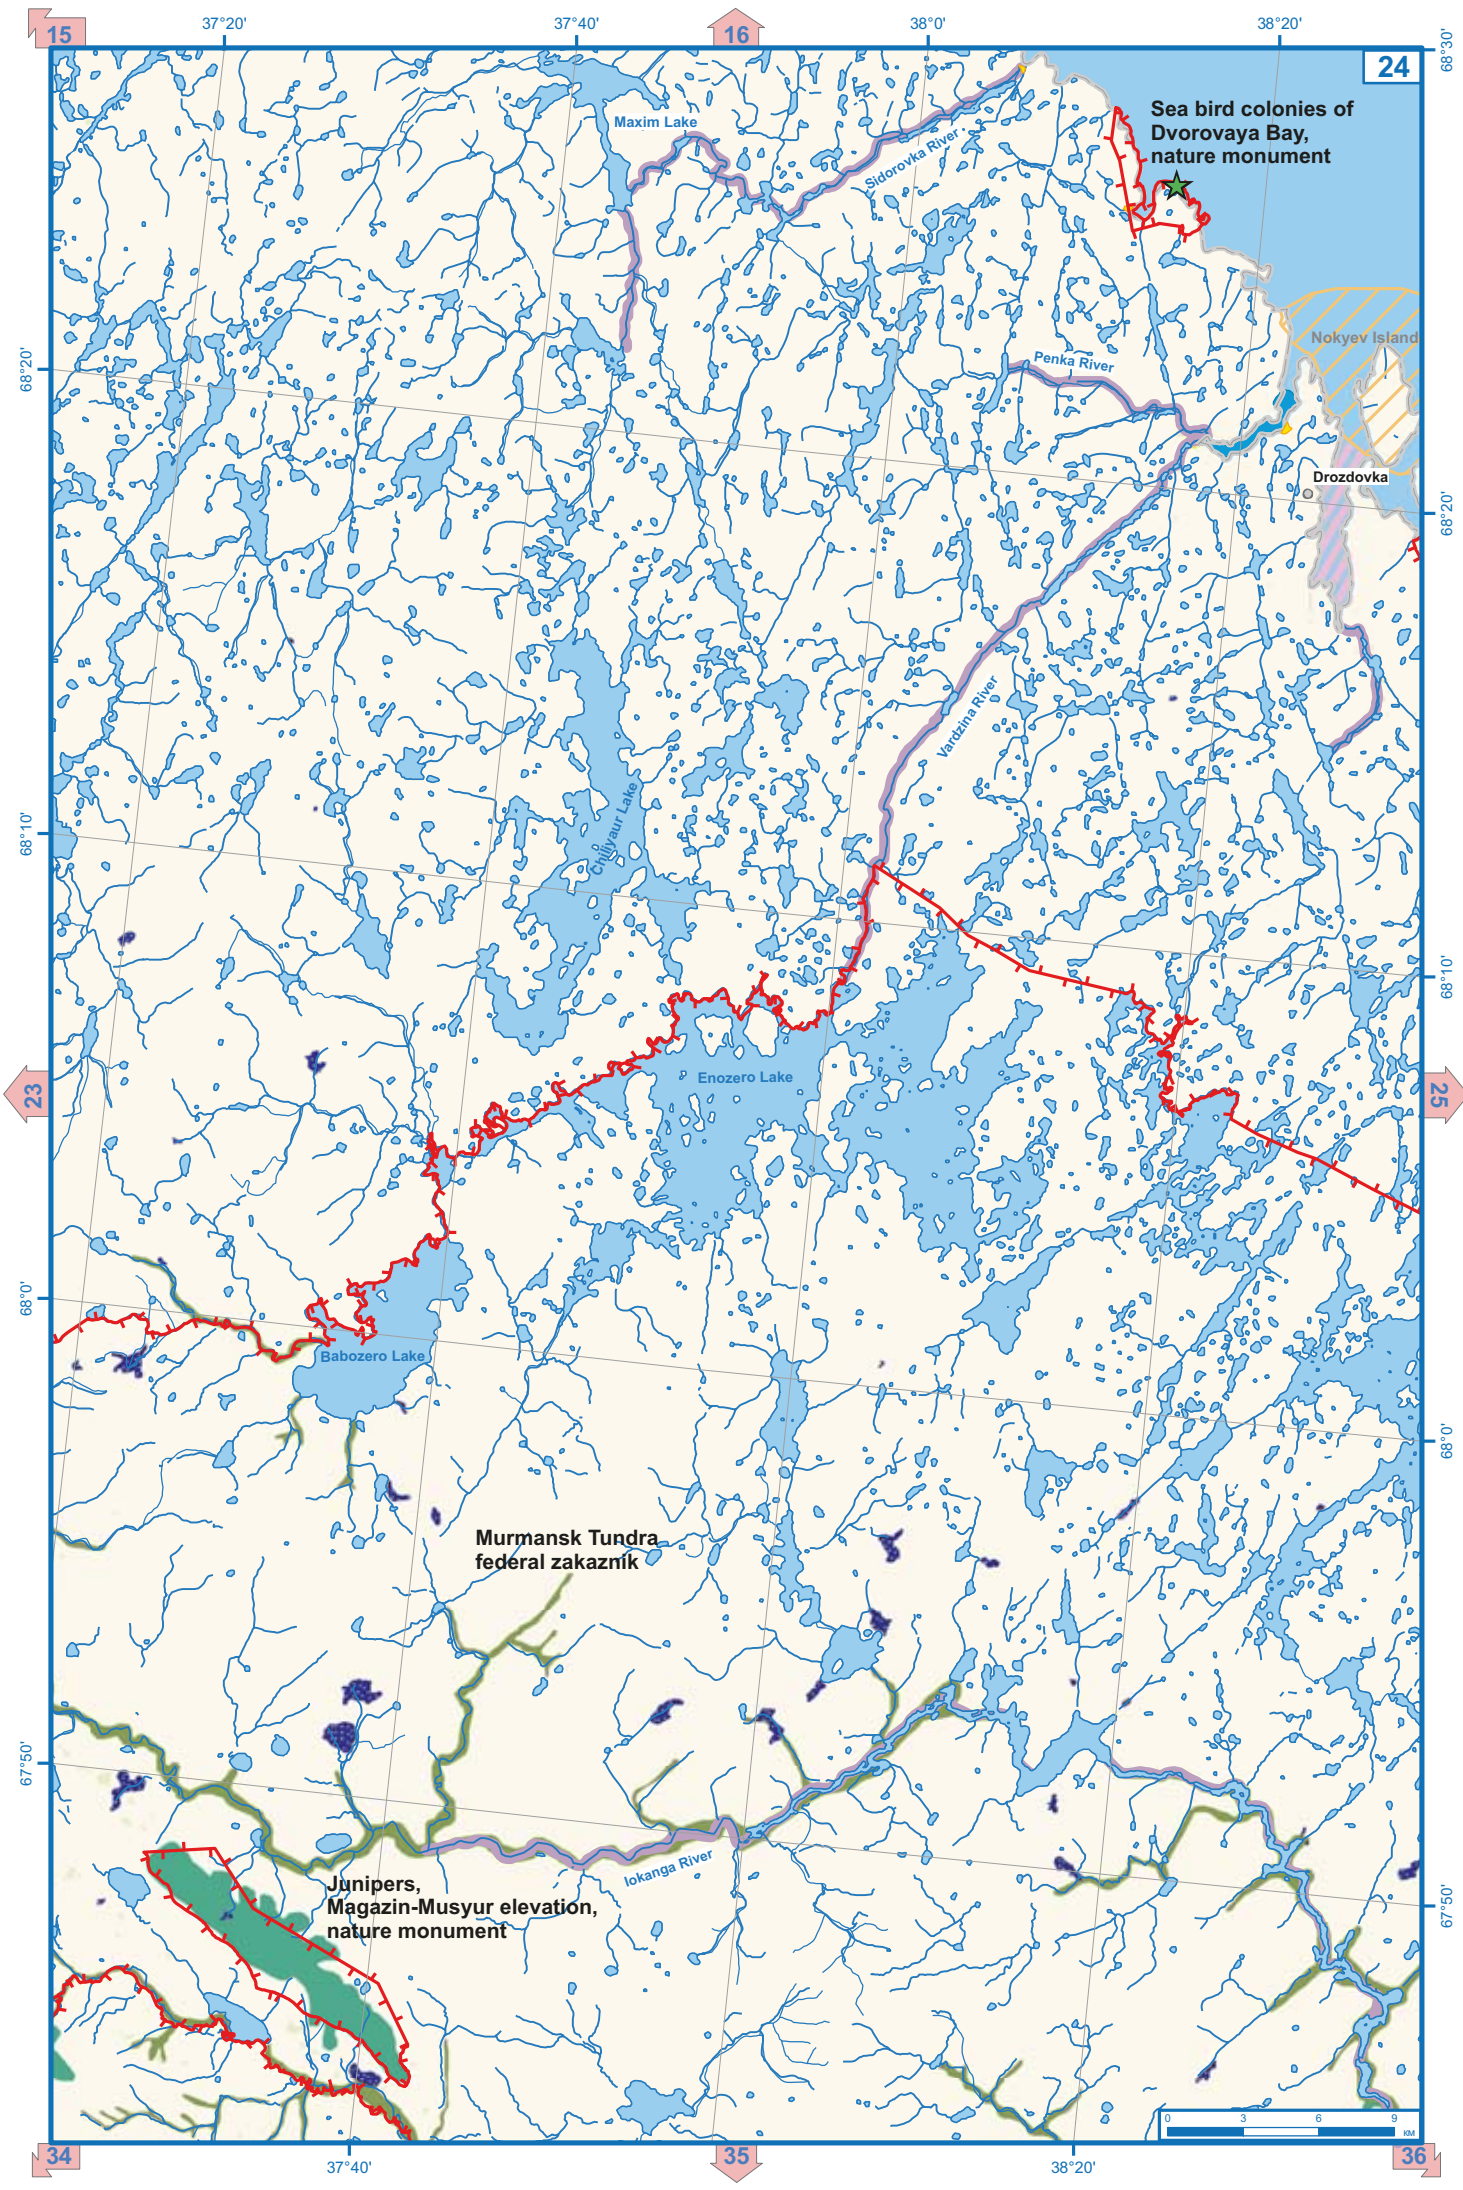 37°20'
37°40'
38°0'
38°20'
15
16
24
68°30'
Sea bird colonies of
Dvorovaya Bay,
nature monument
Maxim Lake
Sidorovka River
Nokyev Island
Penka River
68°20'
Drozdovka
68°20'
Vardzina River
Chiliyaur Lake
68°10'
68°10'
Enozero Lake
23
25
68°0'
Babozero Lake
68°0'
Murmansk Tundra
federal zakaznik
67°50'
Iokanga River
Junipers,
Magazin-Musyur elevation,
nature monument
67°50'
0 3 6 9
км
34
35
36
37°40'
38°20'